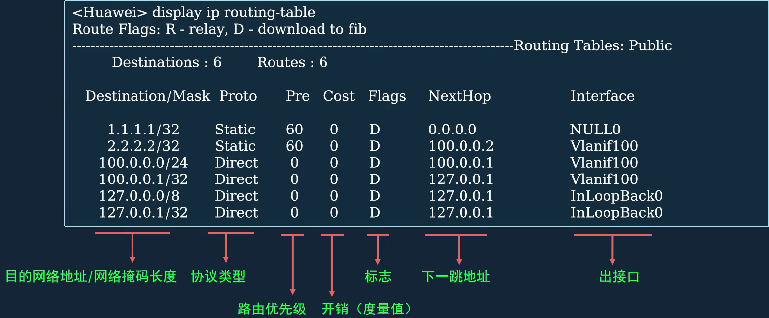 <Huawei> display ip routing-table
Route Flags: R - relay, D - download to fib
------------------------------------------------------------------------------------------------Routing Tables: Public
Destinations : 6 Routes : 6
Destination/Mask Proto Pre Cost Flags NextHop Interface
1.1.1.1/32 Static 60 0 D 0.0.0.0 NULL0
2.2.2.2/32 Static 60 0 D 100.0.0.2 Vlanif100
100.0.0.0/24 Direct 0 0 D 100.0.0.1 Vlanif100
100.0.0.1/32 Direct 0 0 D 127.0.0.1 Vlanif100
127.0.0.0/8 Direct 0 0 D 127.0.0.1 InLoopBack0
127.0.0.1/32 Direct 0 0 D 127.0.0.1 InLoopBack0
目的网络地址/网络掩码长度 协议类型 标志 下一跳地址 出接口
路由优先级 开销（度量值）